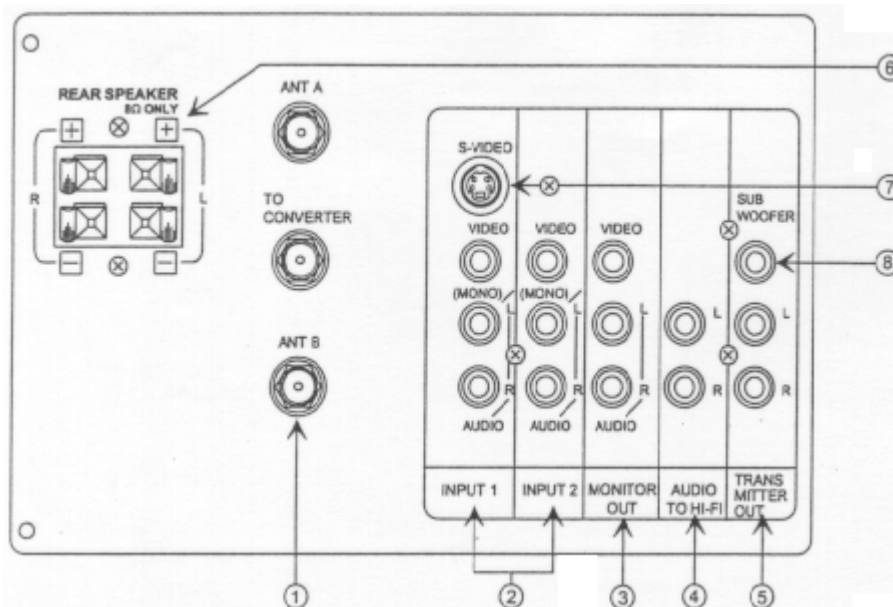 REAR SPEAKER
8Ω ONLY
+ +
R L
− −
ANT A
TO
CONVERTER
ANT B
S-VIDEO
VIDEO VIDEO VIDEO
SUB
WOOFER
(MONO) (MONO)
L L L L L
R R R R R
AUDIO AUDIO AUDIO
INPUT 1
INPUT 2
MONITOR
OUT
AUDIO
TO HI-FI
TRANS
MITTER
OUT
6
7
8
1
2
3
4
5